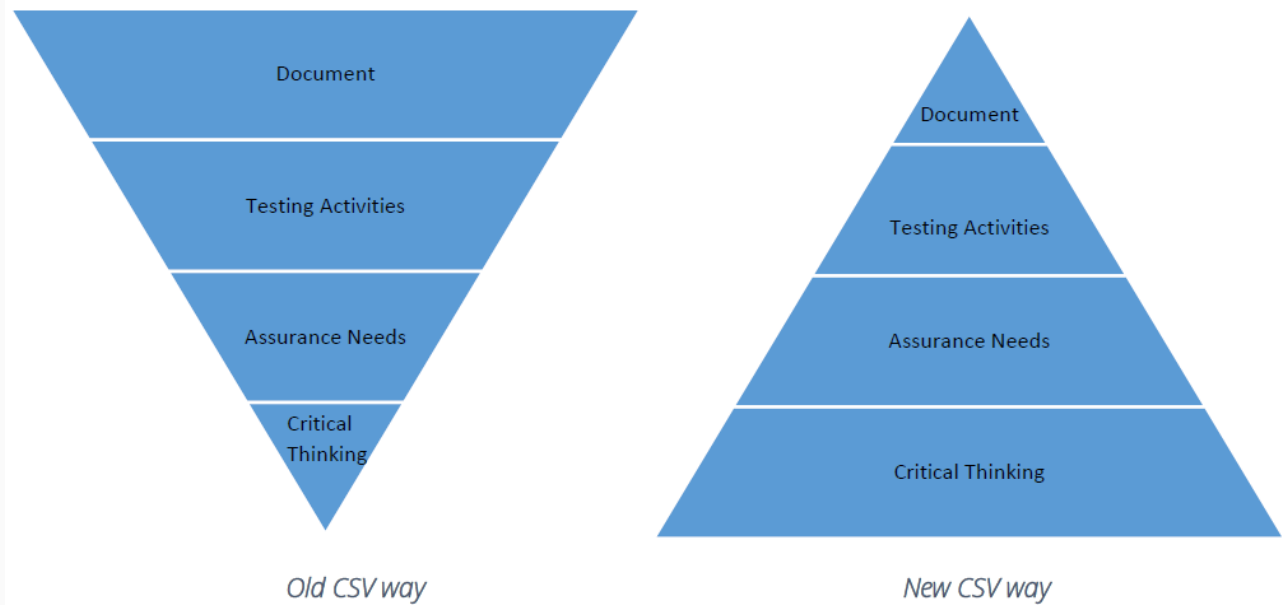 Document
Testing Activities
Assurance Needs
Critical
Thinking
Old CSV way
Document
Testing Activities
Assurance Needs
Critical Thinking
New CSV way